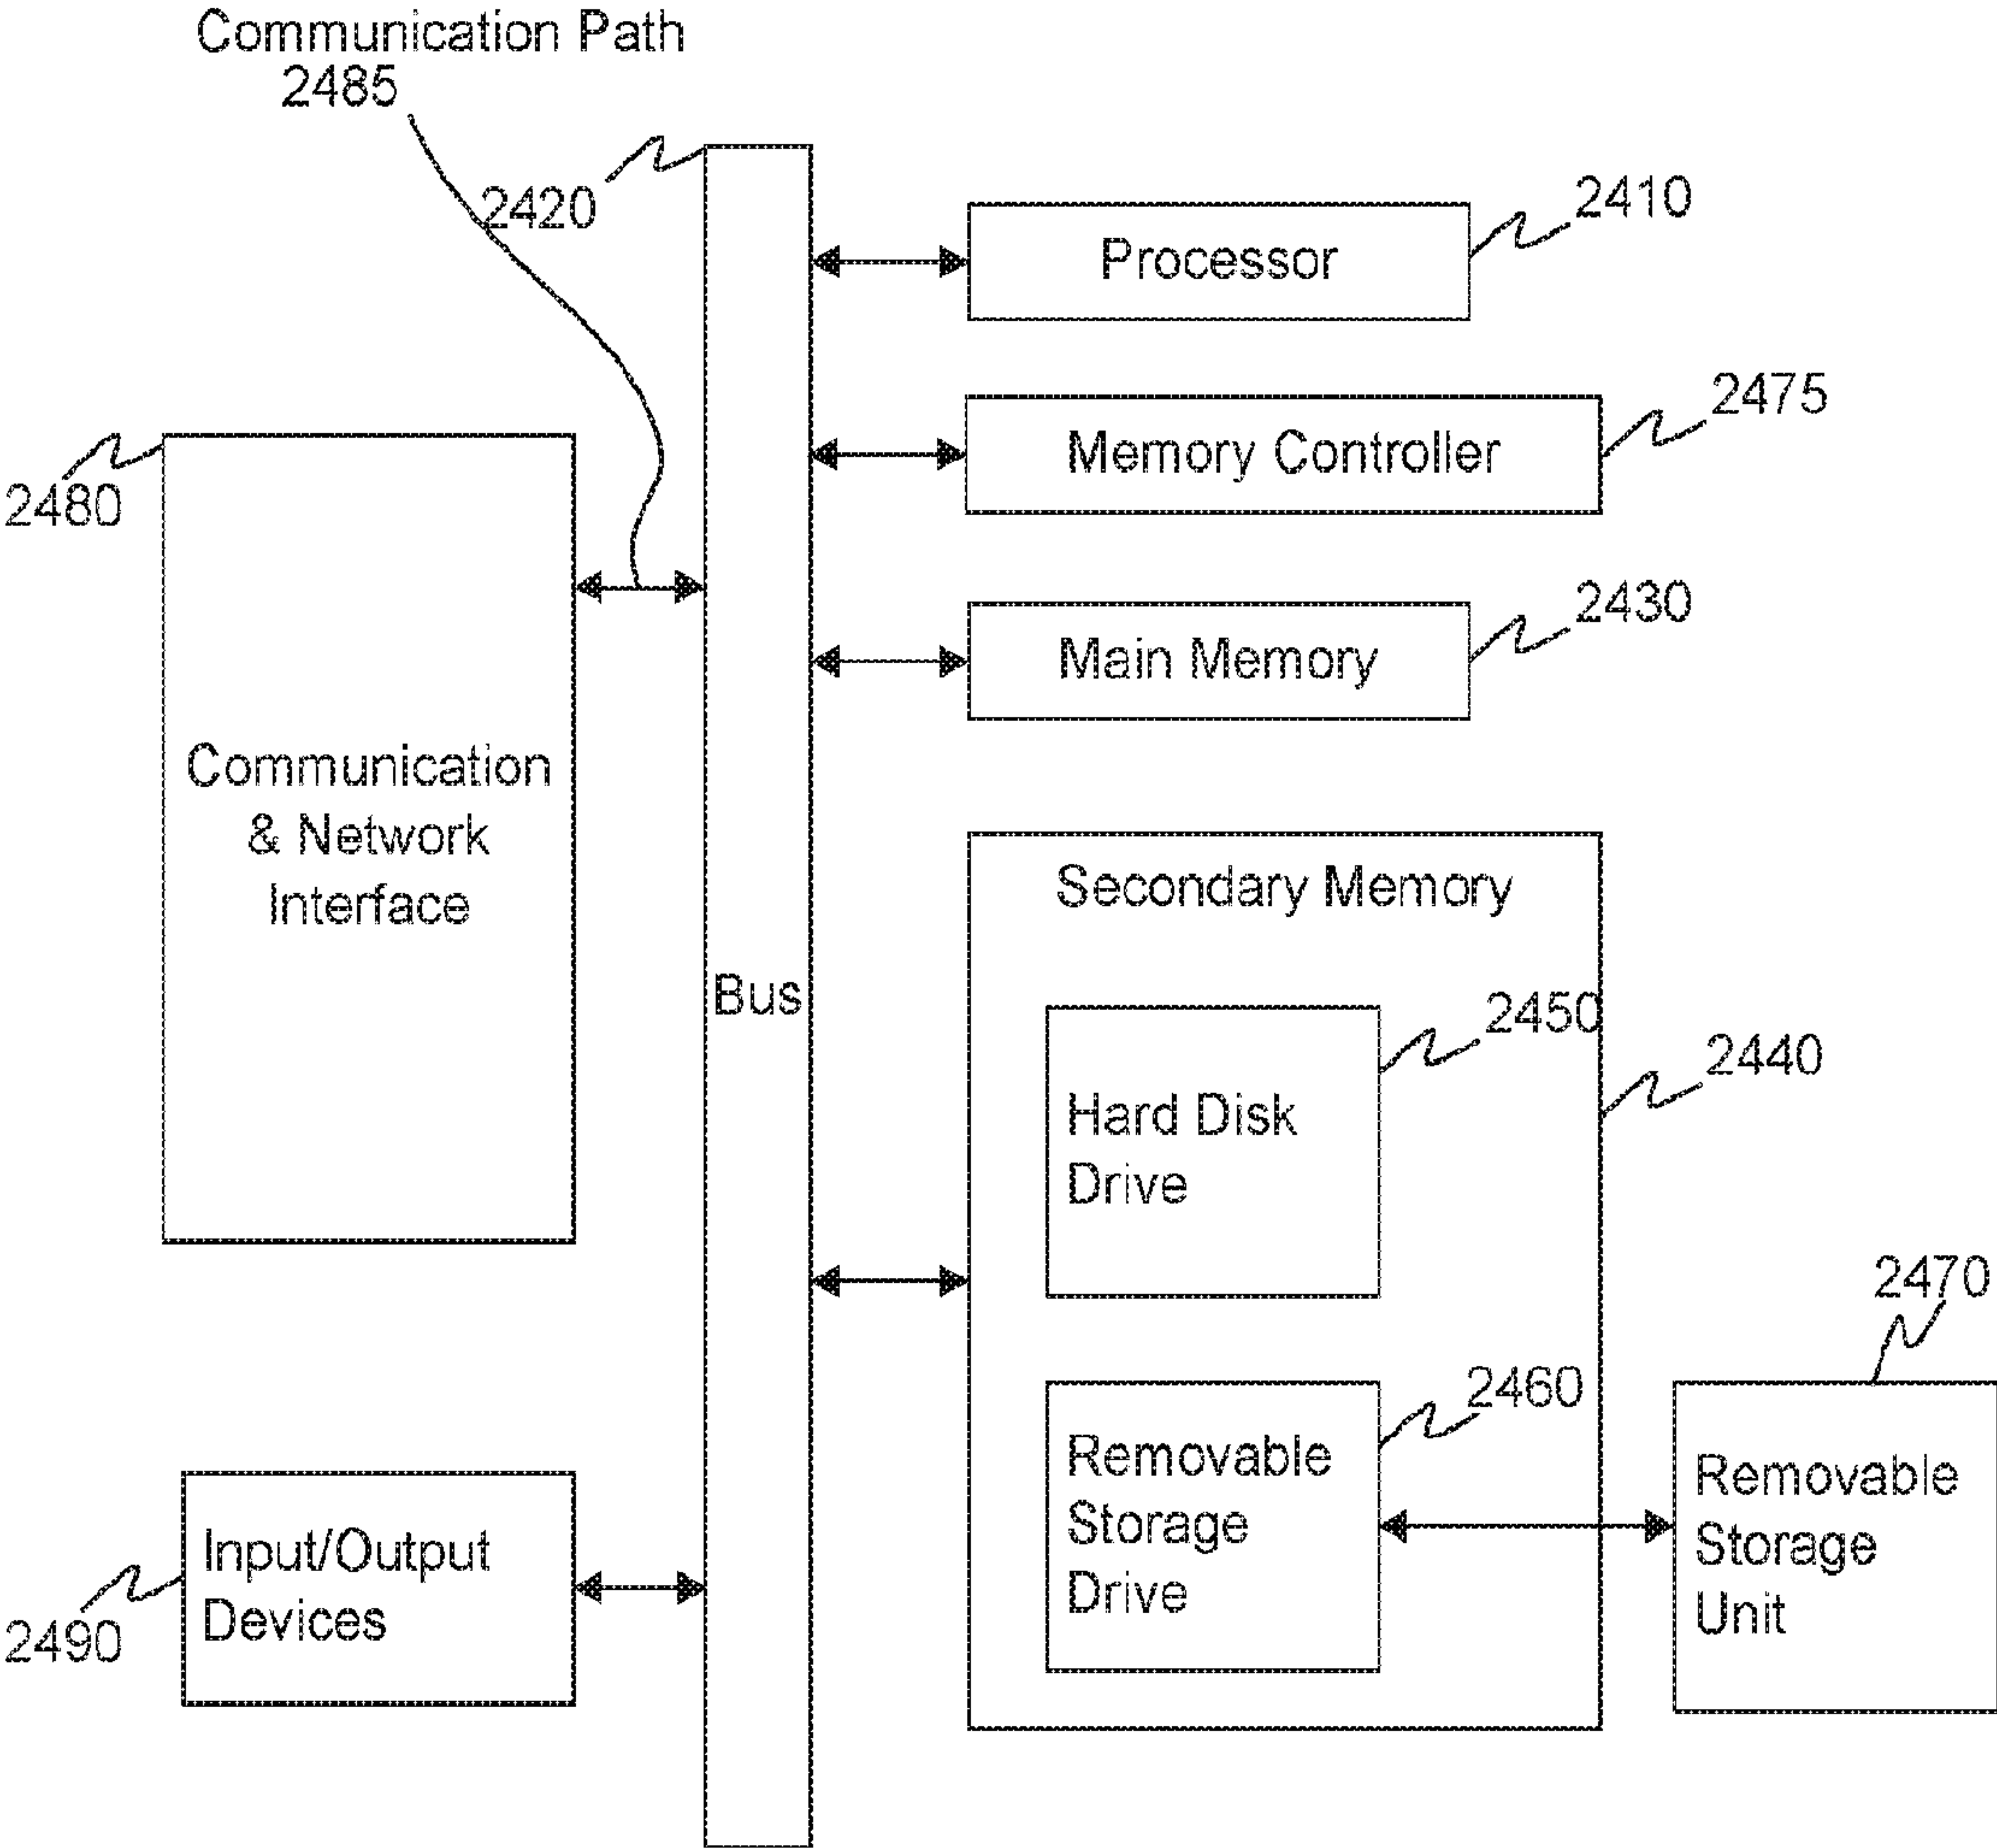 Communication Path
2485
2420
2410
Processor
2475
Memory Controller
2480
2430
Main Memory
Communication
& Network
Interface
Secondary Memory
Bus
2450
2440
Hard Disk
Drive
2470
2460
Removable
Storage
Drive
Removable
Storage
Unit
Input/Output
Devices
2490